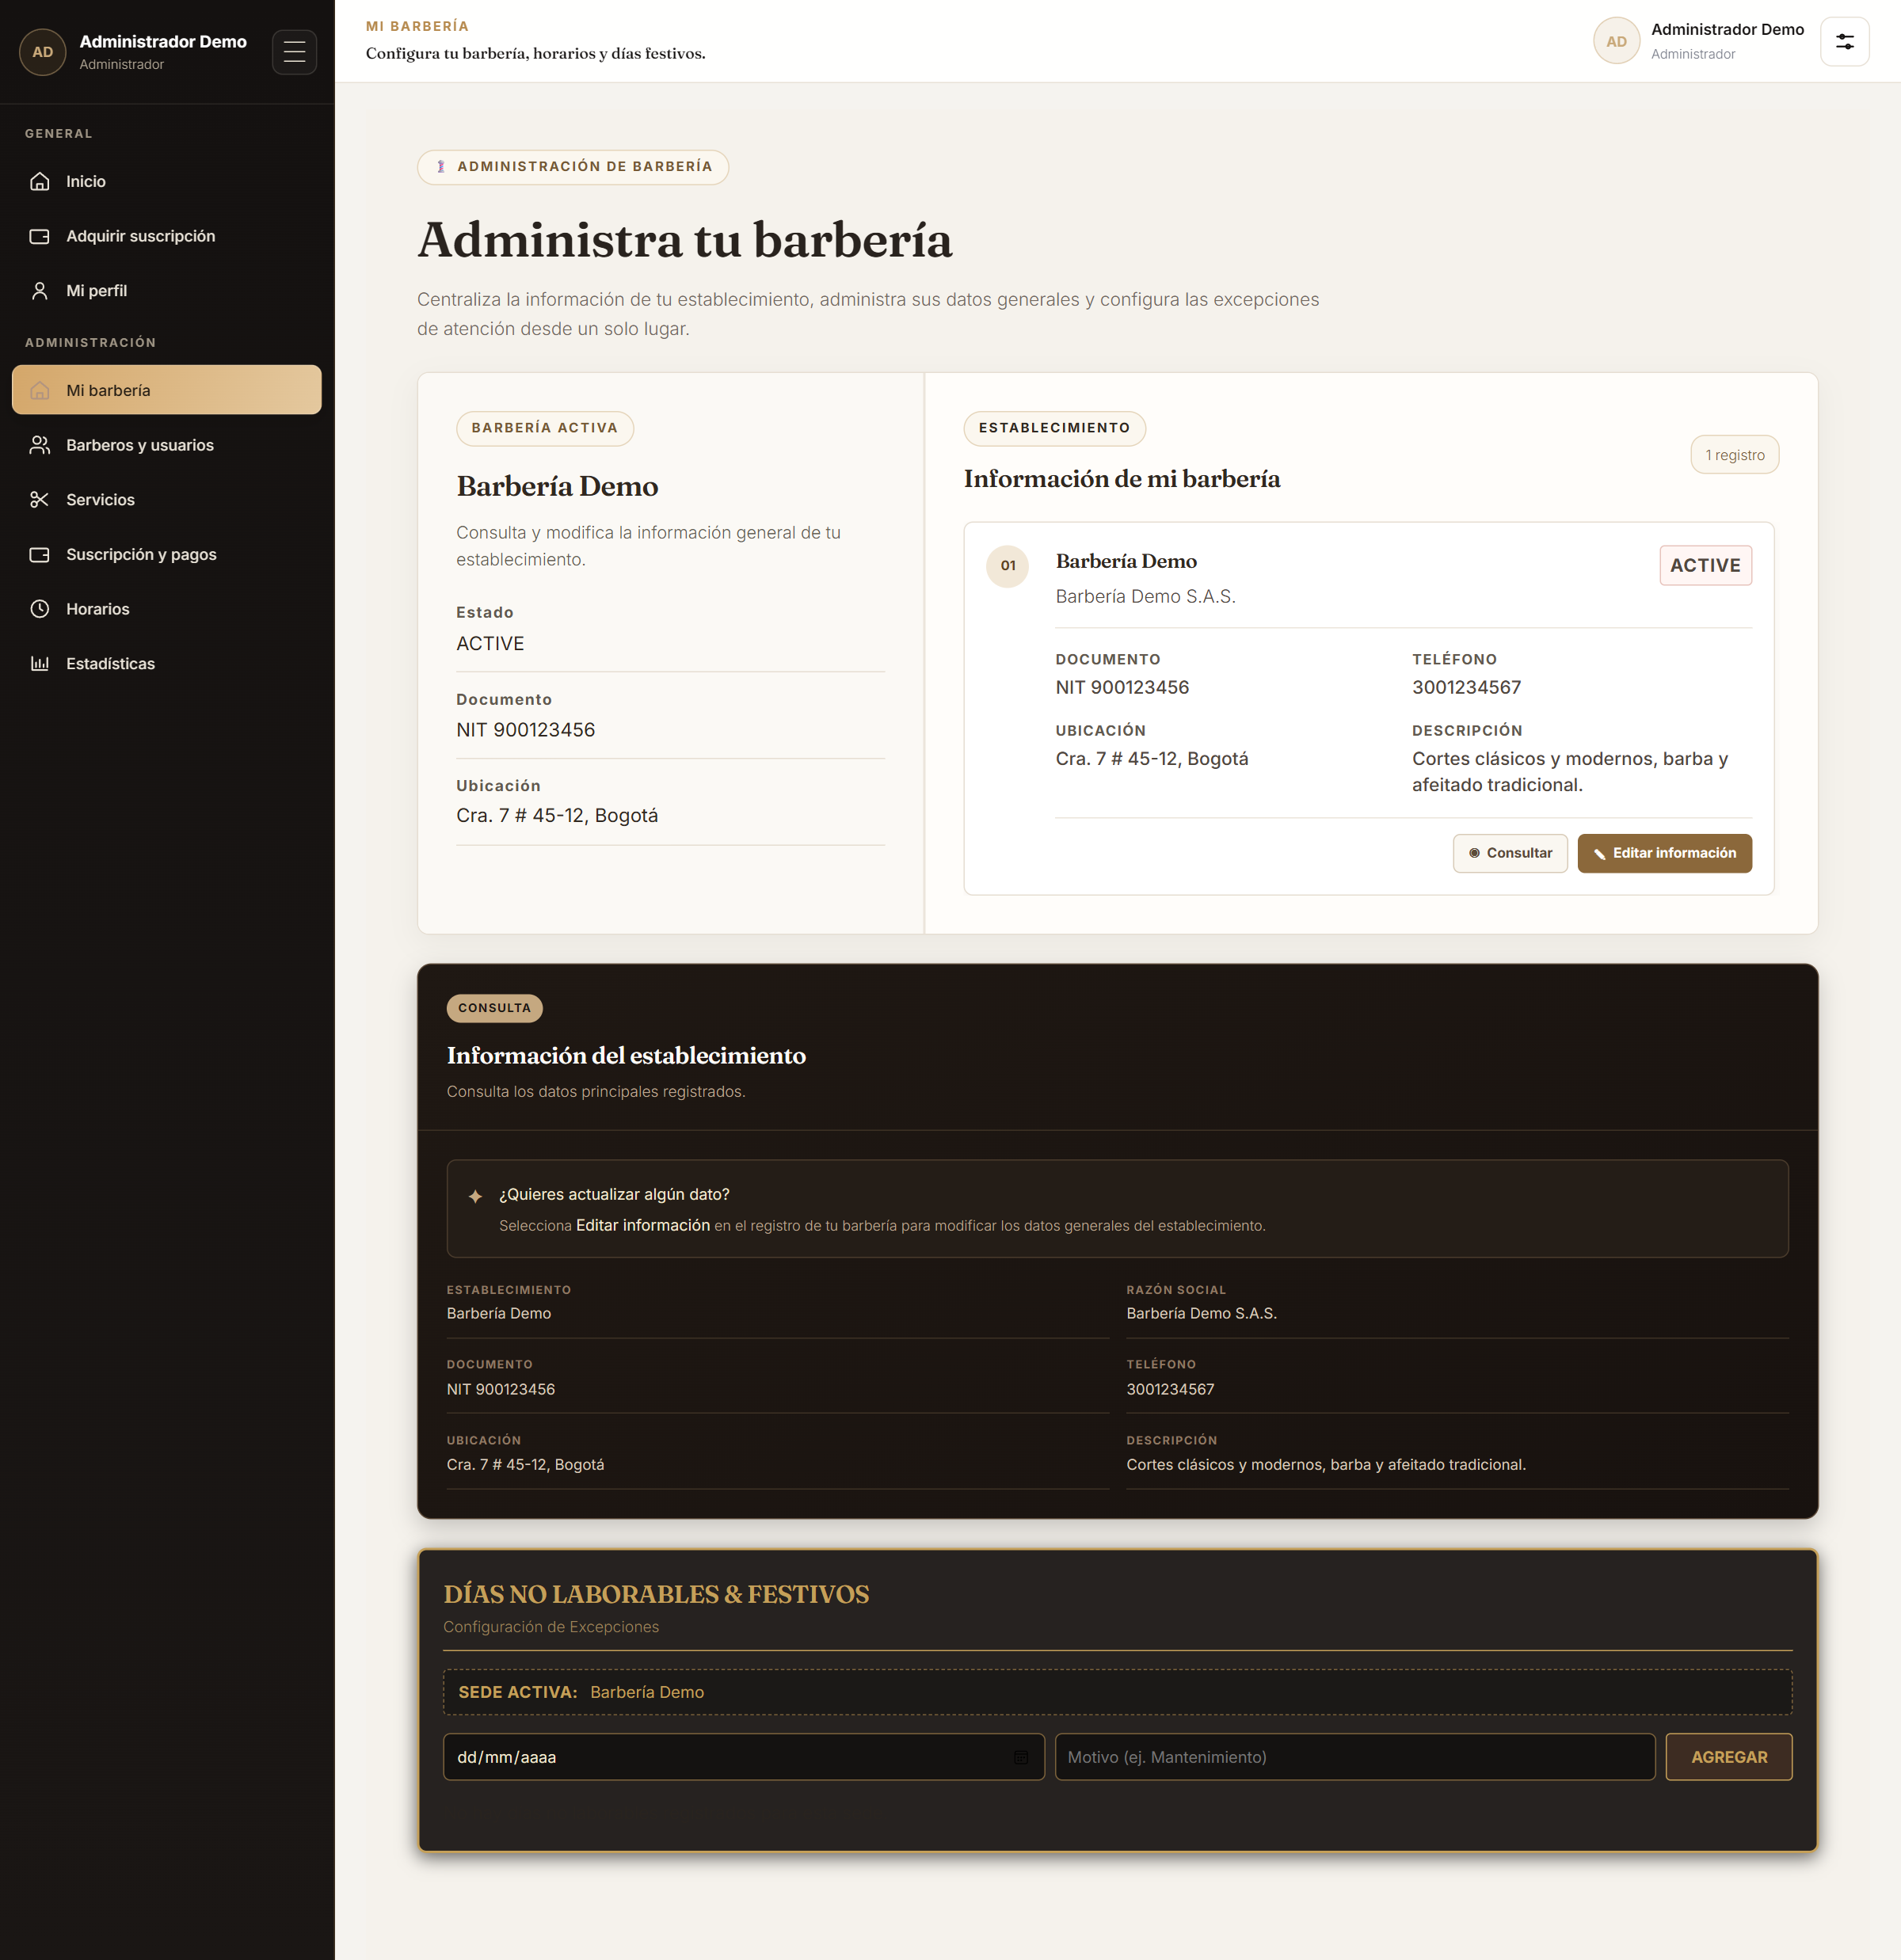 AD
Administrador Demo
Administrador
GENERAL
Inicio
Adquirir suscripción
Mi perfil
ADMINISTRACIÓN
Mi barbería
Barberos y usuarios
Servicios
Suscripción y pagos
Horarios
Estadísticas
MI BARBERÍA
Configura tu barbería, horarios y días festivos.
AD
Administrador Demo
Administrador
ADMINISTRACIÓN DE BARBERÍA
Administra tu barbería
Centraliza la información de tu establecimiento, administra sus datos generales y configura las excepciones
de atención desde un solo lugar.
BARBERÍA ACTIVA
Barbería Demo
Consulta y modifica la información general de tu
establecimiento.
Estado
ACTIVE
Documento
NIT 900123456
Ubicación
Cra. 7 # 45-12, Bogotá
ESTABLECIMIENTO
Información de mi barbería
1 registro
01
Barbería Demo
Barbería Demo S.A.S.
ACTIVE
DOCUMENTO
NIT 900123456
TELÉFONO
3001234567
UBICACIÓN
Cra. 7 # 45-12, Bogotá
DESCRIPCIÓN
Cortes clásicos y modernos, barba y
afeitado tradicional.
Consultar
Editar información
CONSULTA
Información del establecimiento
Consulta los datos principales registrados.
¿Quieres actualizar algún dato?
Selecciona Editar información en el registro de tu barbería para modificar los datos generales del establecimiento.
ESTABLECIMIENTO
Barbería Demo
RAZÓN SOCIAL
Barbería Demo S.A.S.
DOCUMENTO
NIT 900123456
TELÉFONO
3001234567
UBICACIÓN
Cra. 7 # 45-12, Bogotá
DESCRIPCIÓN
Cortes clásicos y modernos, barba y afeitado tradicional.
DÍAS NO LABORABLES & FESTIVOS
Configuración de Excepciones
SEDE ACTIVA: Barbería Demo
dd/mm/aaaa
Motivo (ej. Mantenimiento)
AGREGAR